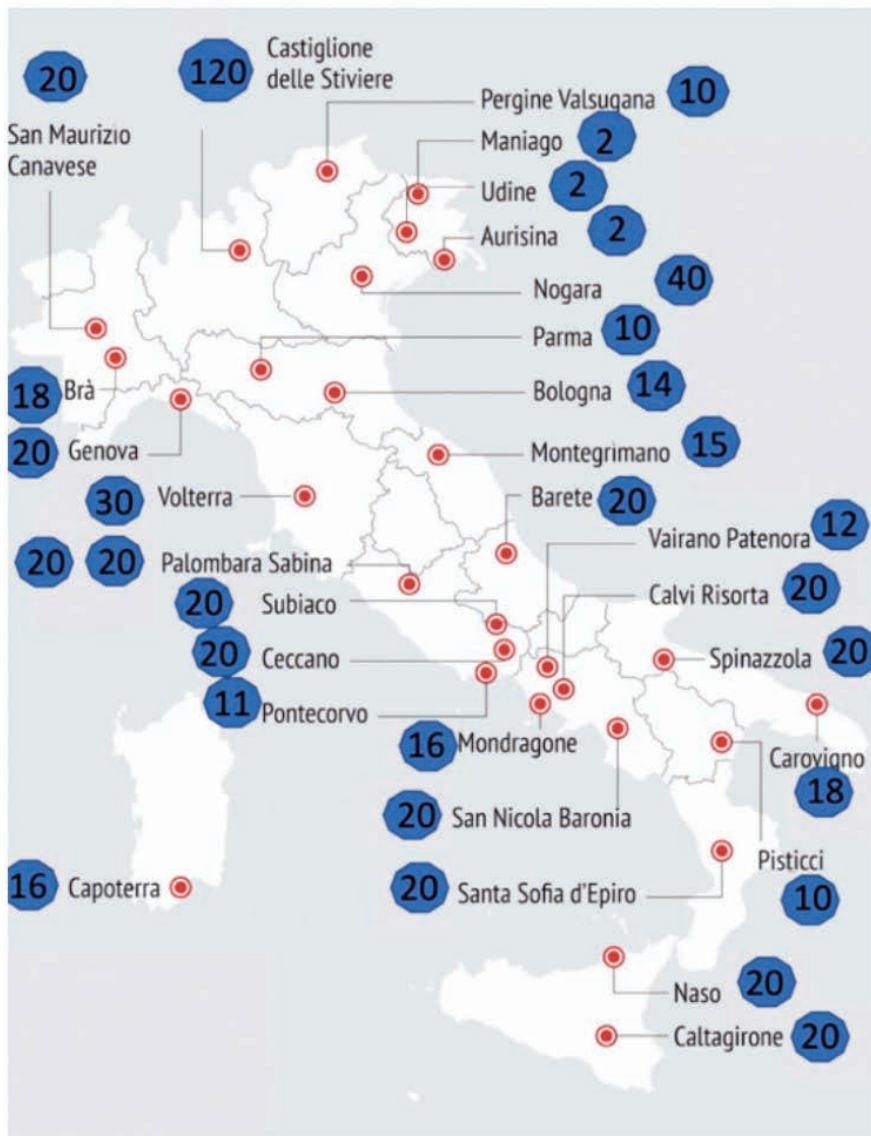 20
San Maurizio
Canavese
120
Castiglione
delle Stiviere
Pergine Valsugana 10
Maniago 2
Udine 2
Aurisina 2
Nogara 40
Parma 10
Bologna 14
Montegrimano 15
Barete 20
Vairano Patenora 12
Calvi Risorta 20
Spinazzola 20
Carovigno
18
Pisticci
10
18 Brà
20 Genova
30 Volterra
20 20 Palombara Sabina
20 Subiaco
20 Ceccano
11 Pontecorvo
16 Mondragone
20 San Nicola Baronia
20 Santa Sofia d'Epiro
16 Capoterra
Naso 20
Caltagirone 20